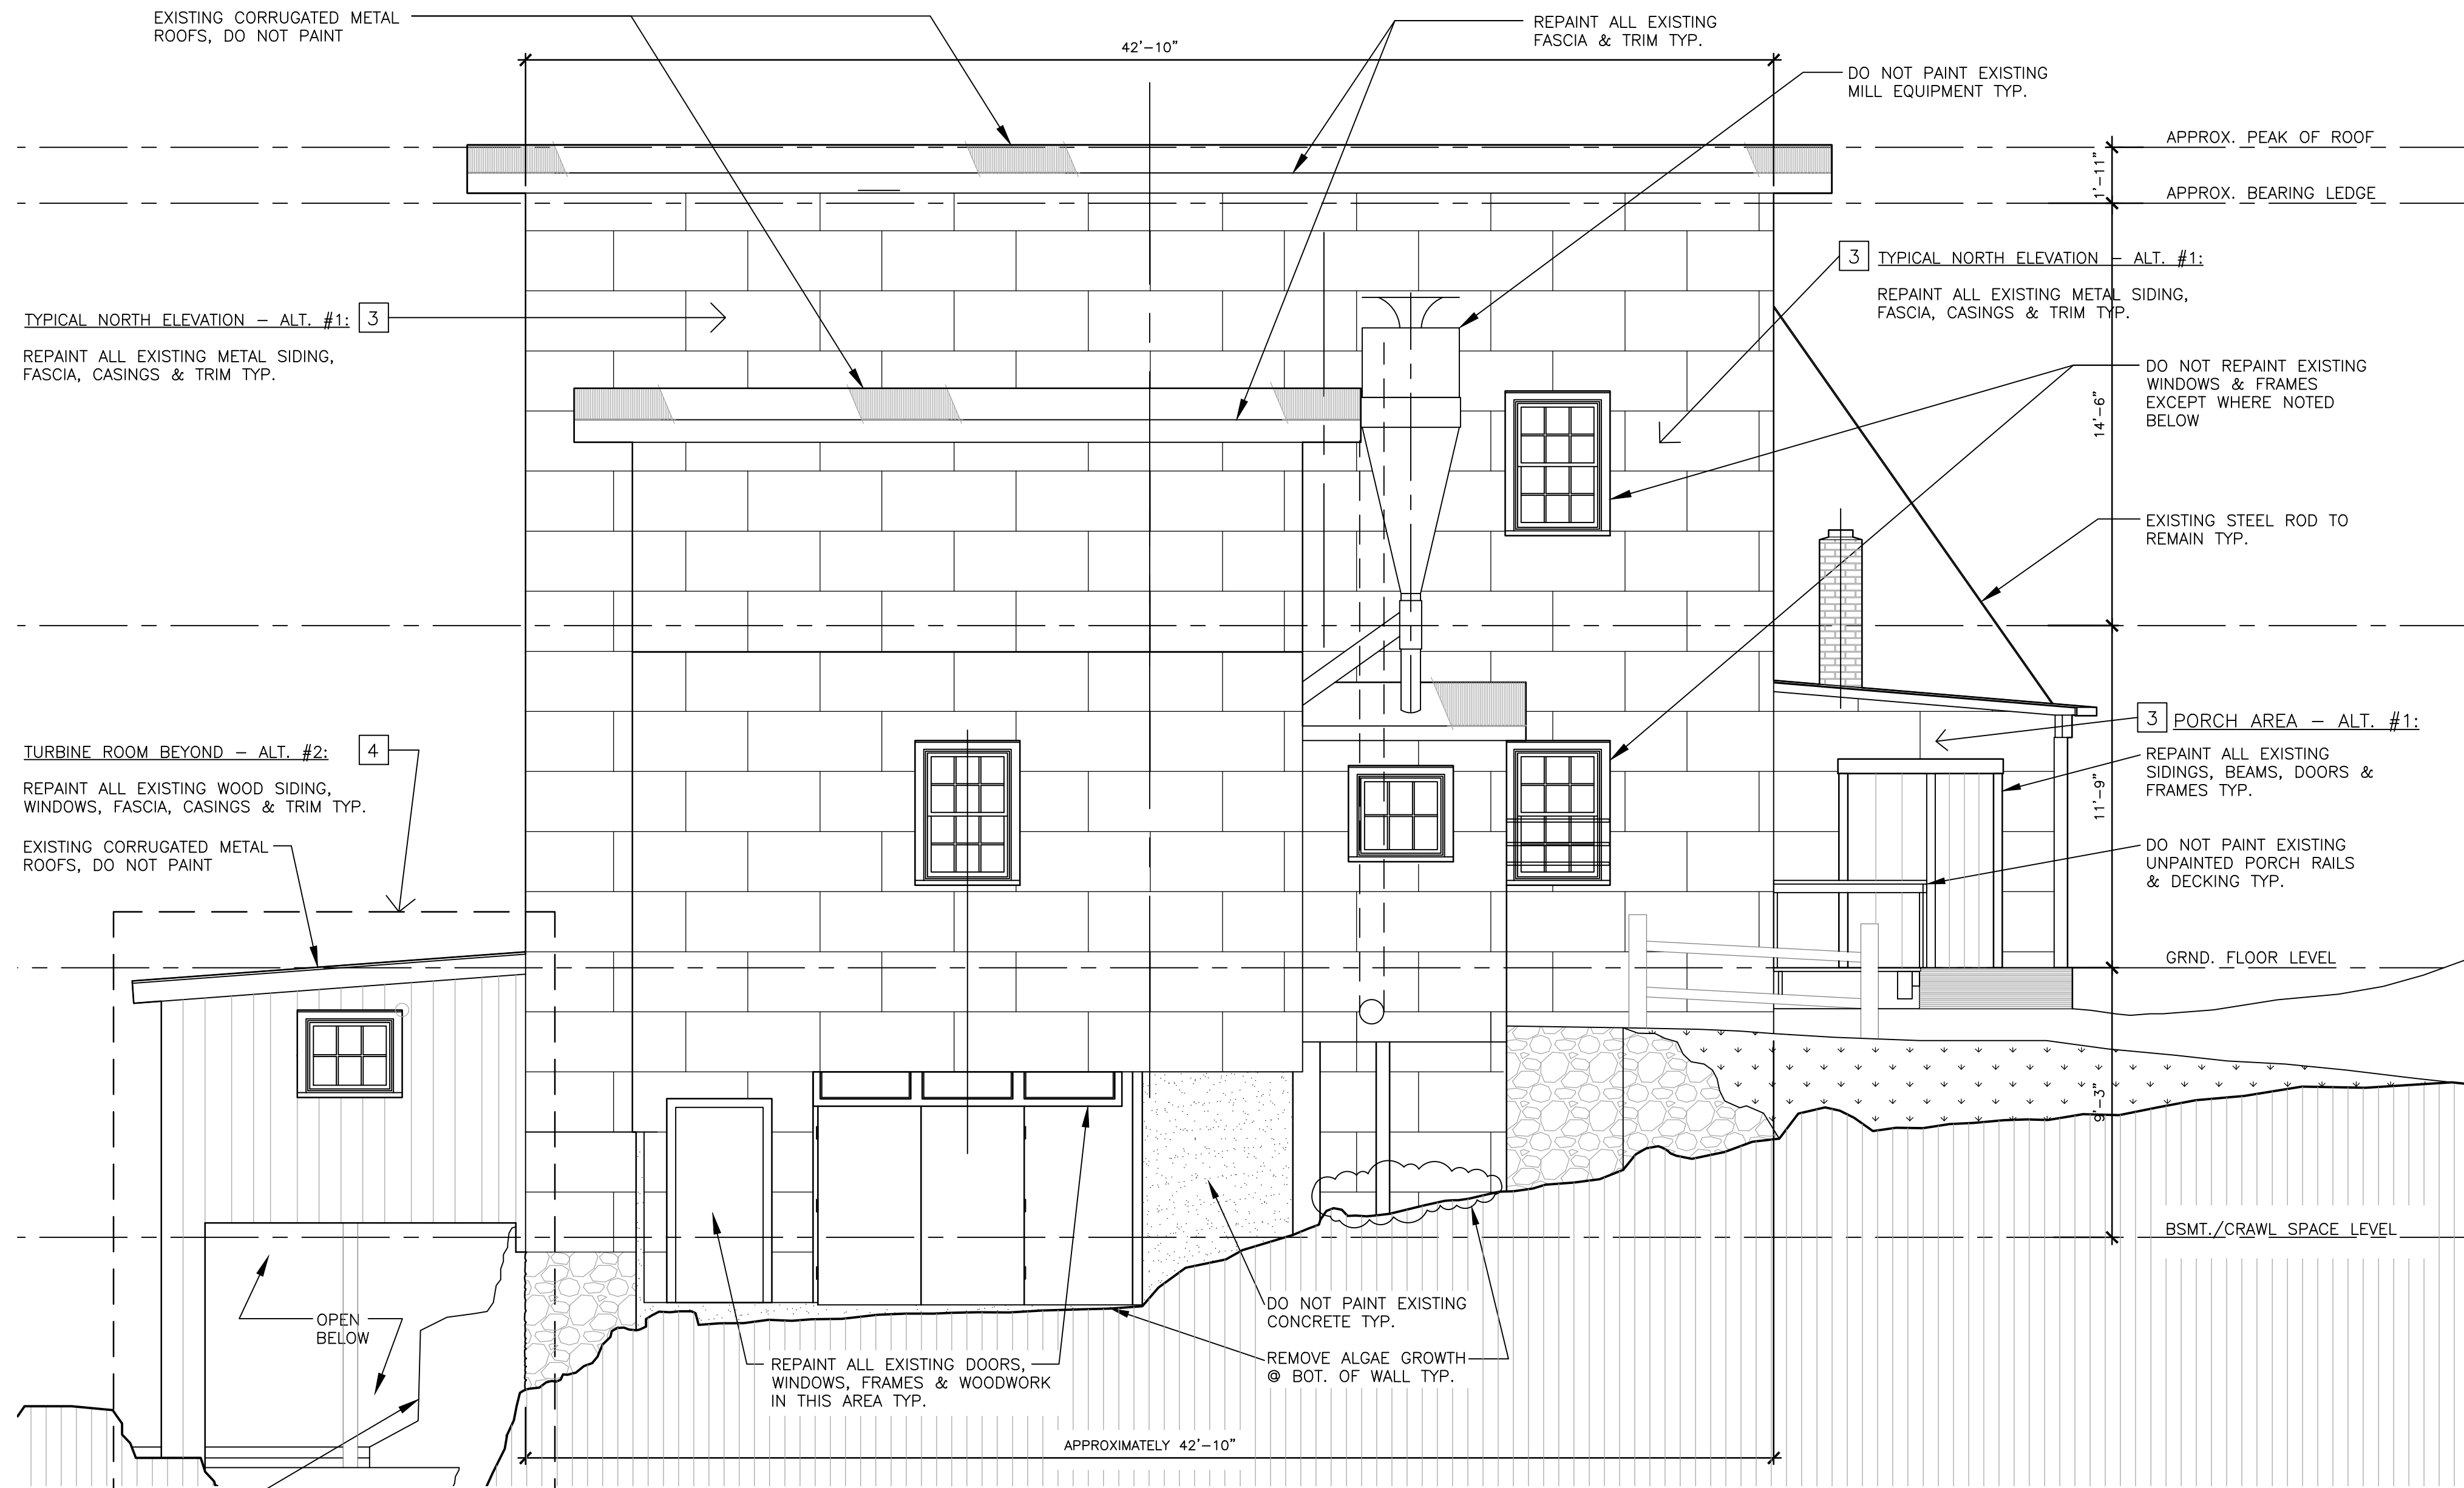 EXISTING CORRUGATED METAL
ROOFS, DO NOT PAINT
42'-10"
REPAINT ALL EXISTING
FASCIA & TRIM TYP.
DO NOT PAINT EXISTING
MILL EQUIPMENT TYP.
APPROX. PEAK OF ROOF
1'-11"
APPROX. BEARING LEDGE
3 TYPICAL NORTH ELEVATION - ALT. #1:
REPAINT ALL EXISTING METAL SIDING,
FASCIA, CASINGS & TRIM TYP.
TYPICAL NORTH ELEVATION - ALT. #1: 3
REPAINT ALL EXISTING METAL SIDING,
FASCIA, CASINGS & TRIM TYP.
DO NOT REPAINT EXISTING
WINDOWS & FRAMES
EXCEPT WHERE NOTED
BELOW
14'-6"
EXISTING STEEL ROD TO
REMAIN TYP.
3 PORCH AREA - ALT. #1:
REPAINT ALL EXISTING
SIDINGS, BEAMS, DOORS &
FRAMES TYP.
11'-9"
TURBINE ROOM BEYOND - ALT. #2: 4
REPAINT ALL EXISTING WOOD SIDING,
WINDOWS, FASCIA, CASINGS & TRIM TYP.
EXISTING CORRUGATED METAL
ROOFS, DO NOT PAINT
DO NOT PAINT EXISTING
UNPAINTED PORCH RAILS
& DECKING TYP.
GRND. FLOOR LEVEL
9'-3"
BSMT./CRAWL SPACE LEVEL
OPEN
BELOW
DO NOT PAINT EXISTING
CONCRETE TYP.
REMOVE ALGAE GROWTH
@ BOT. OF WALL TYP.
REPAINT ALL EXISTING DOORS,
WINDOWS, FRAMES & WOODWORK
IN THIS AREA TYP.
APPROXIMATELY 42'-10"